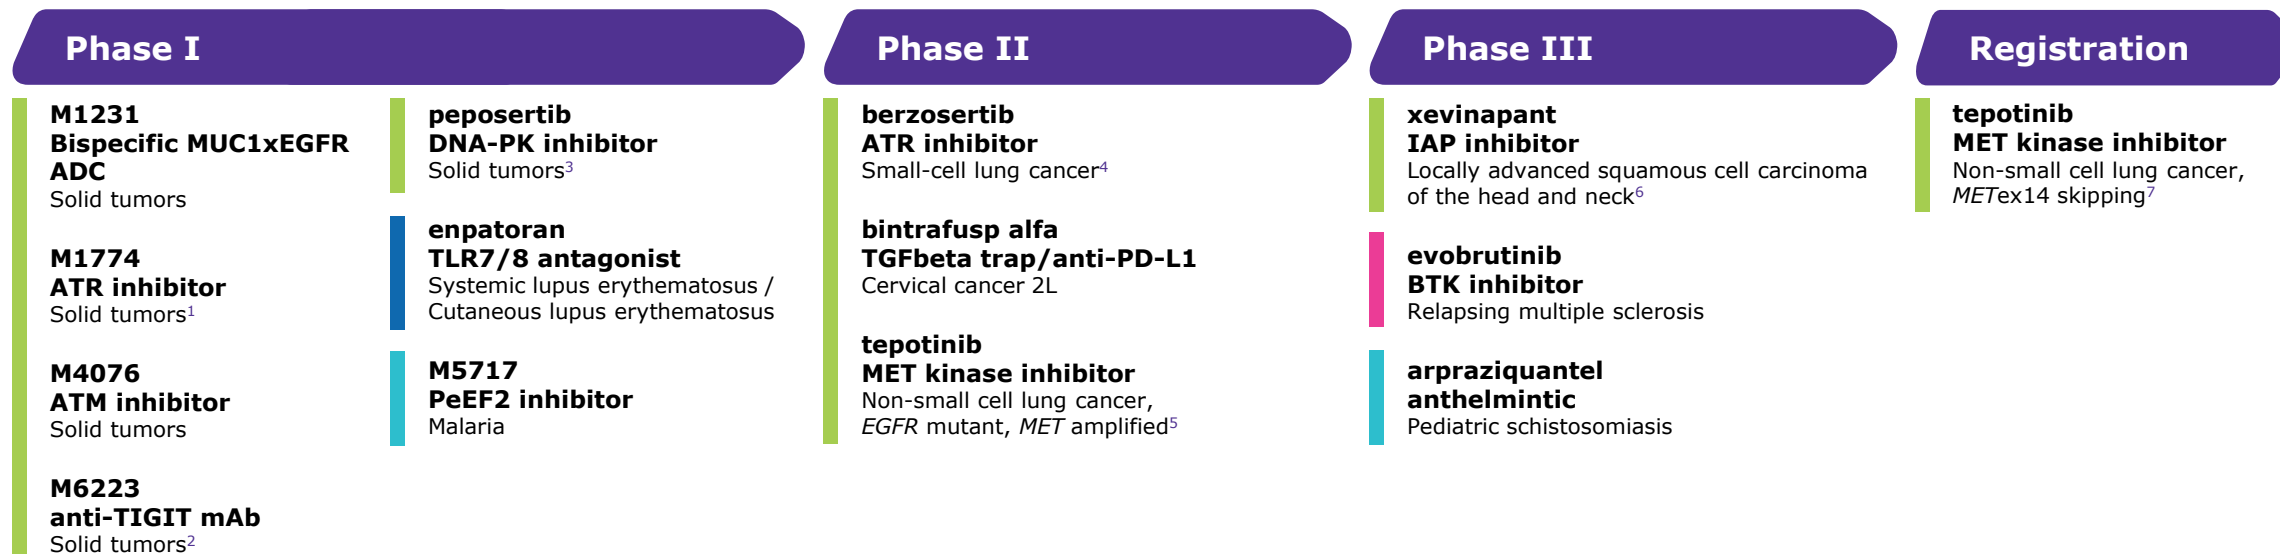 Phase I
M1231
Bispecific MUC1xEGFR
ADC
Solid tumors
M1774
ATR inhibitor
Solid tumors1
M4076
ATM inhibitor
Solid tumors
M6223
anti-TIGIT mAb
Solid tumors2
peposertib
DNA-PK inhibitor
Solid tumors3
enpatoran
TLR7/8 antagonist
Systemic lupus erythematosus /
Cutaneous lupus erythematosus
M5717
PeEF2 inhibitor
Malaria
Phase II
berzosertib
ATR inhibitor
Small-cell lung cancer4
bintrafusp alfa
TGFbeta trap/anti-PD-L1
Cervical cancer 2L
tepotinib
MET kinase inhibitor
Non-small cell lung cancer,
EGFR mutant, MET amplified5
Phase III
xevinapant
IAP inhibitor
Locally advanced squamous cell carcinoma
of the head and neck6
evobrutinib
BTK inhibitor
Relapsing multiple sclerosis
arpraziquantel
anthelmintic
Pediatric schistosomiasis
Registration
tepotinib
MET kinase inhibitor
Non-small cell lung cancer,
METex14 skipping7